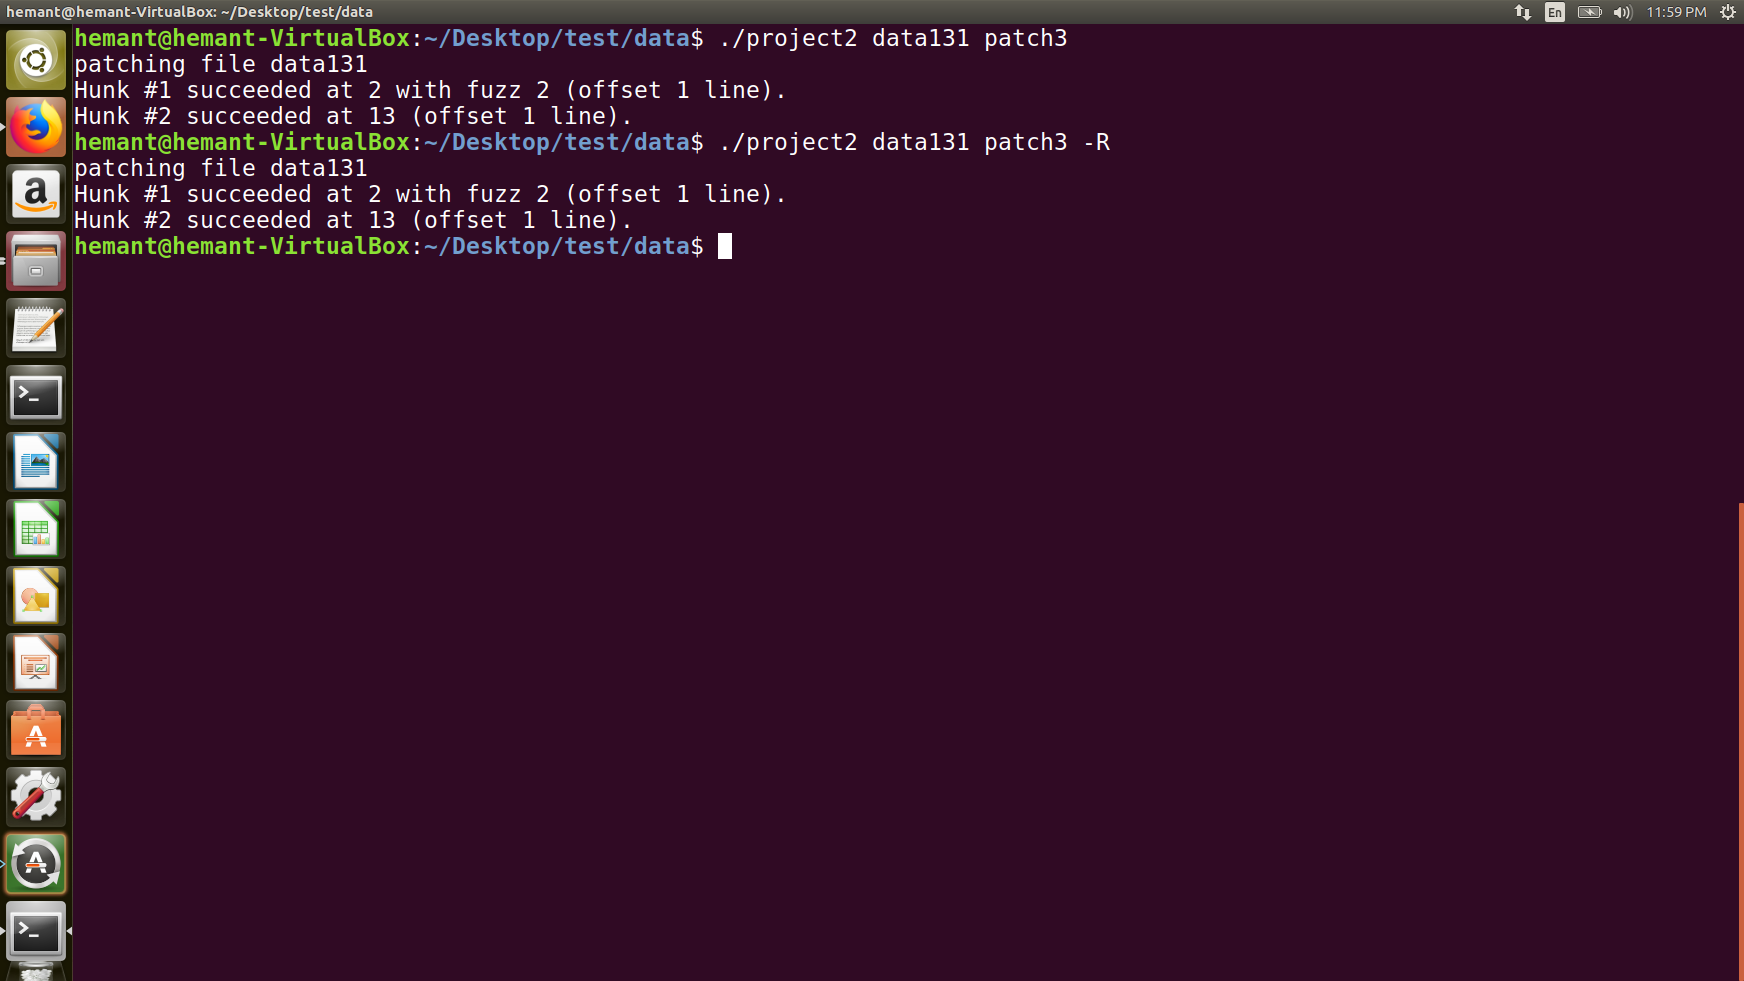 hemant@hemant-VirtualBox: ~/Desktop/test/data
En
11:59 PM
hemant@hemant-VirtualBox:~/Desktop/test/data$ ./project2 data131 patch3
patching file data131
Hunk #1 succeeded at 2 with fuzz 2 (offset 1 line).
Hunk #2 succeeded at 13 (offset 1 line).
hemant@hemant-VirtualBox:~/Desktop/test/data$ ./project2 data131 patch3 -R
patching file data131
Hunk #1 succeeded at 2 with fuzz 2 (offset 1 line).
Hunk #2 succeeded at 13 (offset 1 line).
hemant@hemant-VirtualBox:~/Desktop/test/data$